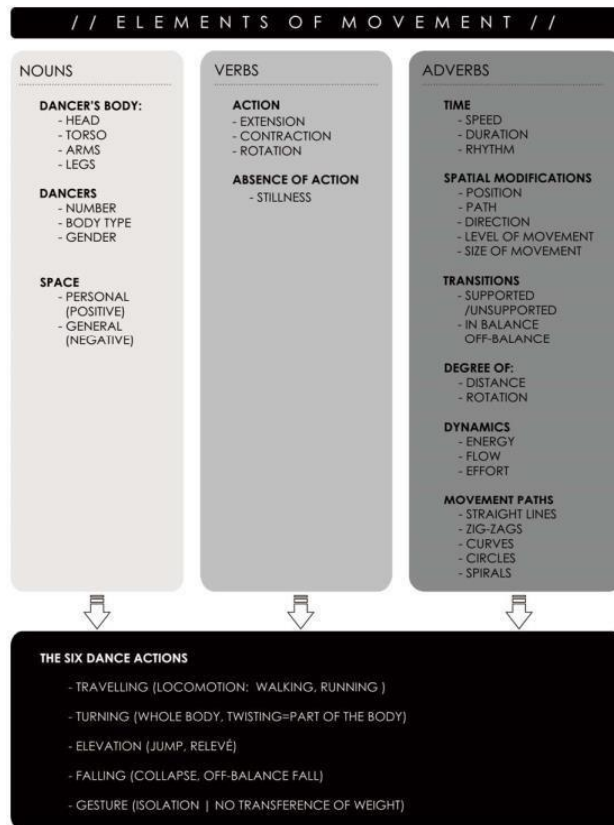 // ELEMENTS OF MOVEMENT //
NOUNS
DANCER'S BODY:
- HEAD
- TORSO
- ARMS
- LEGS
DANCERS
- NUMBER
- BODY TYPE
- GENDER
SPACE
- PERSONAL
(POSITIVE)
- GENERAL
(NEGATIVE)
VERBS
ACTION
- EXTENSION
- CONTRACTION
- ROTATION
ABSENCE OF ACTION
- STILLNESS
ADVERBS
TIME
- SPEED
- DURATION
- RHYTHM
SPATIAL MODIFICATIONS
- POSITION
- PATH
- DIRECTION
- LEVEL OF MOVEMENT
- SIZE OF MOVEMENT
TRANSITIONS
- SUPPORTED
/UNSUPPORTED
- IN BALANCE
OFF-BALANCE
DEGREE OF:
- DISTANCE
- ROTATION
DYNAMICS
- ENERGY
- FLOW
- EFFORT
MOVEMENT PATHS
- STRAIGHT LINES
- ZIG-ZAGS
- CURVES
- CIRCLES
- SPIRALS
THE SIX DANCE ACTIONS
- TRAVELLING (LOCOMOTION: WALKING, RUNNING )
- TURNING (WHOLE BODY, TWISTING=PART OF THE BODY)
- ELEVATION (JUMP, RELEVÉ)
- FALLING (COLLAPSE, OFF-BALANCE FALL)
- GESTURE (ISOLATION | NO TRANSFERENCE OF WEIGHT)